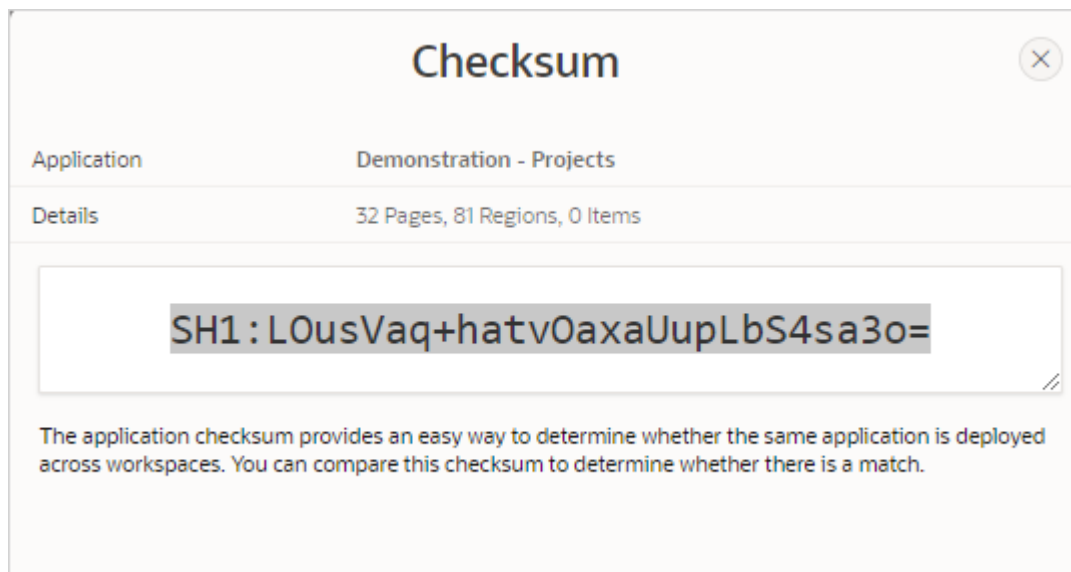 Checksum
Application Demonstration - Projects
Details 32 Pages, 81 Regions, 0 Items
SH1:LOusVaq+hatvOaxaUupLbS4sa3o=
The application checksum provides an easy way to determine whether the same application is deployed
across workspaces. You can compare this checksum to determine whether there is a match.